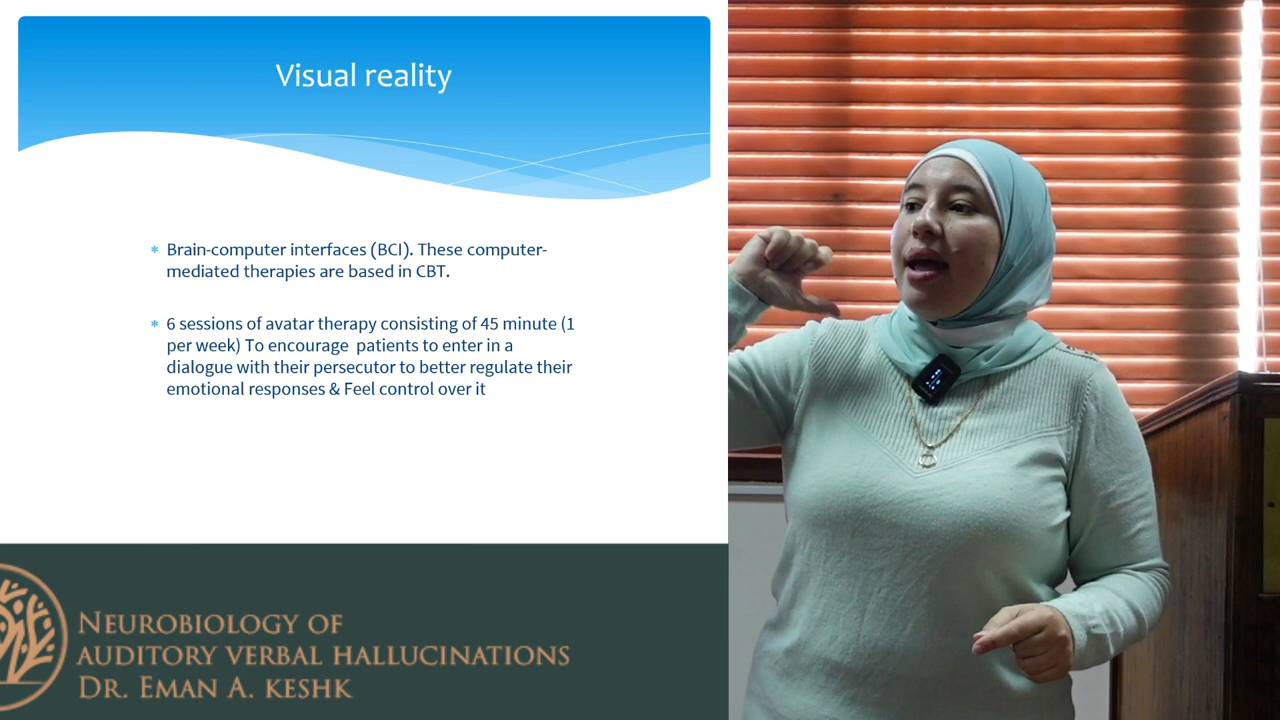 Visual reality
* Brain-computer interfaces (BCI). These computer-
mediated therapies are based in CBT.
* 6 sessions of avatar therapy consisting of 45 minute (1
per week) To encourage patients to enter in a
dialogue with their persecutor to better regulate their
emotional responses & Feel control over it
NEUROBIOLOGY OF
AUDITORY VERBAL HALLUCINATIONS
DR. EMAN A. KESHK